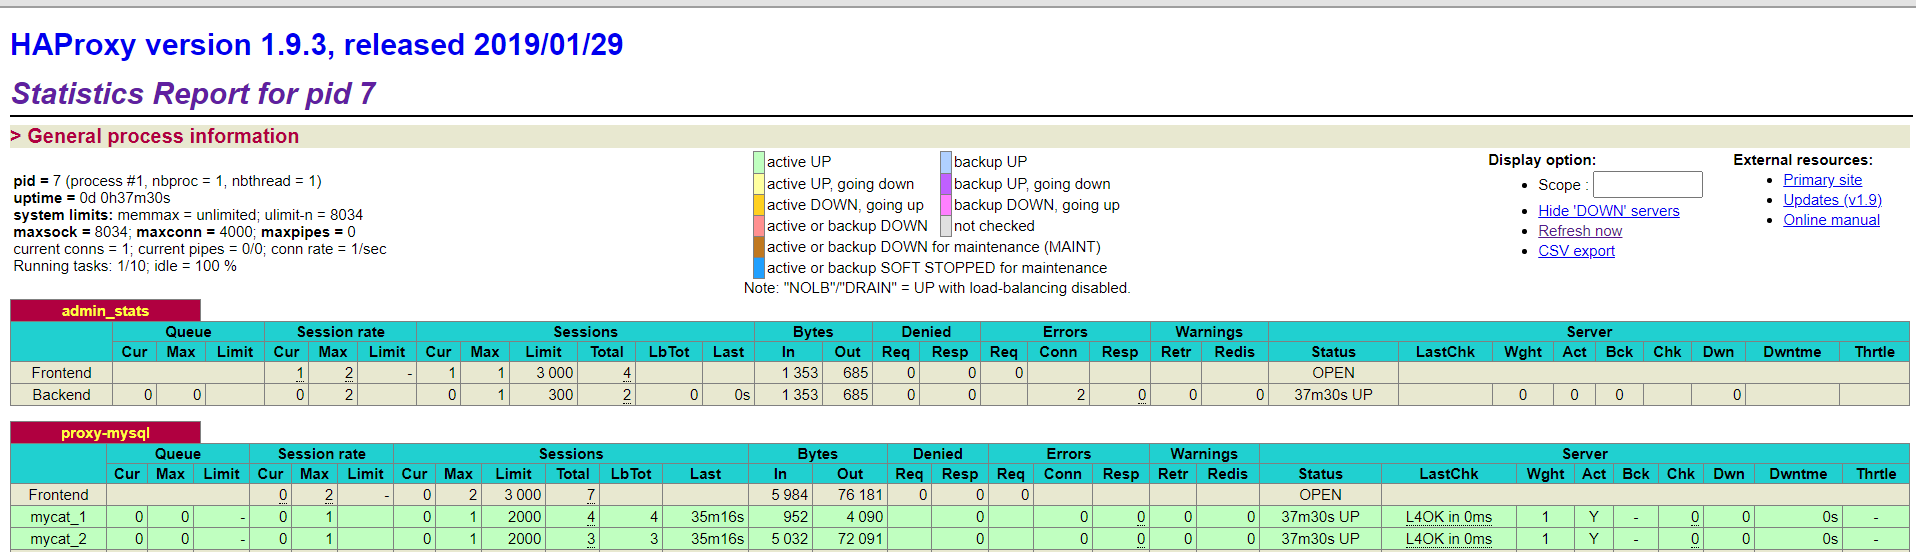 HAProxy version 1.9.3, released 2019/01/29
Statistics Report for pid 7
> General process information
pid = 7 (process #1, nbproc = 1, nbthread = 1)
uptime = 0d 0h37m30s
system limits: memmax = unlimited; ulimit-n = 8034
maxsock = 8034; maxconn = 4000; maxpipes = 0
current conns = 1; current pipes = 0/0; conn rate = 1/sec
Running tasks: 1/10; idle = 100 %
active UP backup UP
active UP, going down backup UP, going down
active DOWN, going up backup DOWN, going up
active or backup DOWN not checked
active or backup DOWN for maintenance (MAINT)
active or backup SOFT STOPPED for maintenance
Note: "NOLB"/"DRAIN" = UP with load-balancing disabled.
Display option:
• Scope :
• Hide 'DOWN' servers
• Refresh now
• CSV export
External resources:
• Primary site
• Updates (v1.9)
• Online manual
admin_stats
Queue Session rate Sessions Bytes Denied Errors Warnings Server
Cur Max Limit Cur Max Limit Cur Max Limit Total LbTot Last In Out Req Resp Req Conn Resp Retr Redis Status LastChk Wght Act Bck Chk Dwn Dwntme Thrtle
Frontend 1 2 - 1 1 3 000 4 1 353 685 0 0 0 OPEN
Backend 0 0 0 2 0 1 300 2 0 0s 1 353 685 0 0 2 0 0 0 37m30s UP 0 0 0 0
proxy-mysql
Queue Session rate Sessions Bytes Denied Errors Warnings Server
Cur Max Limit Cur Max Limit Cur Max Limit Total LbTot Last In Out Req Resp Req Conn Resp Retr Redis Status LastChk Wght Act Bck Chk Dwn Dwntme Thrtle
Frontend 0 2 - 0 2 3 000 7 5 984 76 181 0 0 0 OPEN
mycat_1 0 0 - 0 1 0 1 2000 4 4 35m16s 952 4 090 0 0 0 0 0 37m30s UP L4OK in 0ms 1 Y - 0 0 0s -
mycat_2 0 0 - 0 1 0 1 2000 3 3 35m16s 5 032 72 091 0 0 0 0 0 37m30s UP L4OK in 0ms 1 Y - 0 0 0s -